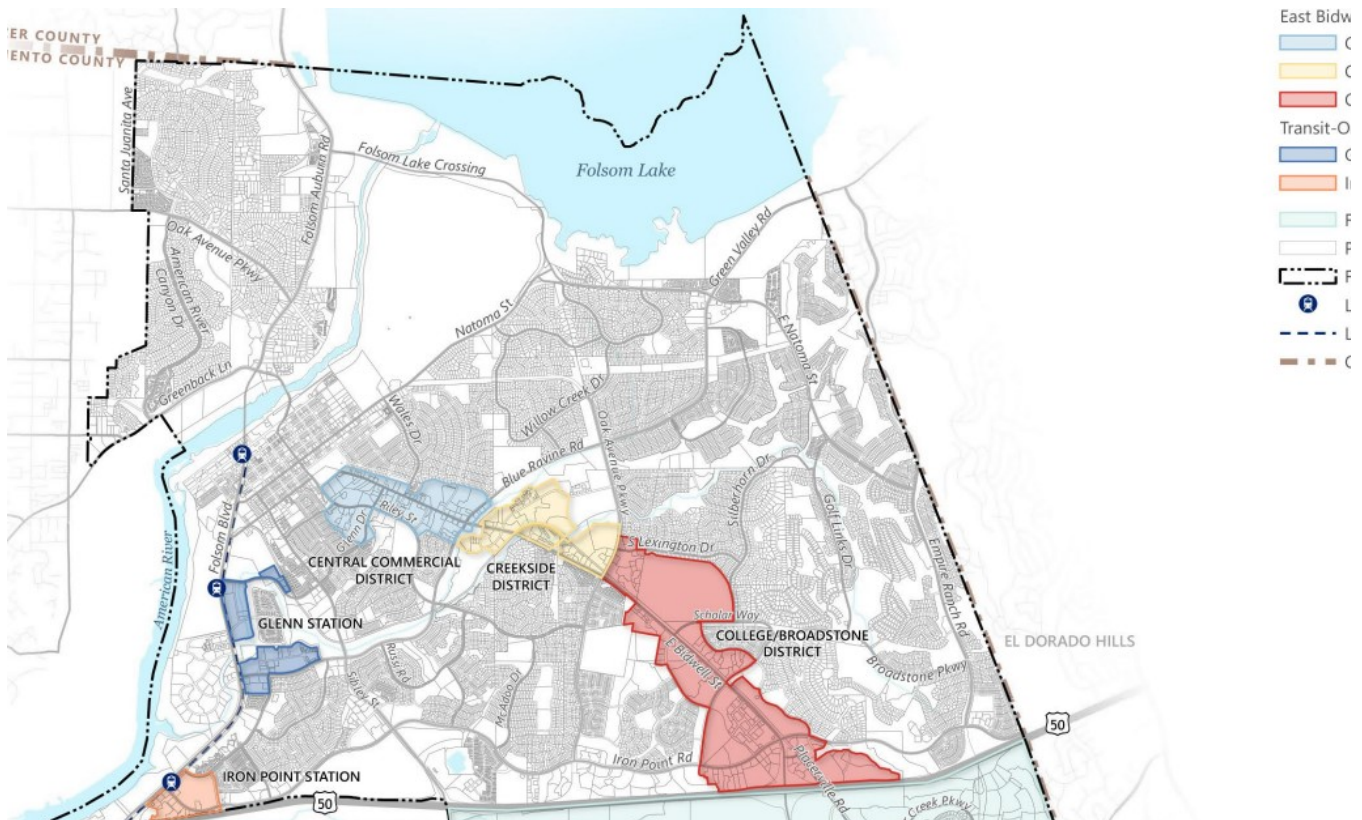 ER COUNTY
ENTO COUNTY
Santa Juanita Ave
Folsom Auburn Rd
Folsom Lake Crossing
Folsom Lake
Oak Avenue Pkwy
American River
Canyon Dr
Green Valley Rd
Natoma St
E Natoma St
Greenback Ln
Wales Dr
Willow Creek Dr
Oak Avenue Pkwy
Blue Ravine Rd
Silberhorn Dr
Golf Links Dr
Empire Ranch Rd
Folsom Blvd
Riley St
Glenn Dr
American River
CENTRAL COMMERCIAL
DISTRICT
CREEKSIDE
DISTRICT
S Lexington Dr
Scholar Way
COLLEGE/BROADSTONE
DISTRICT
GLENN STATION
E Bidwell St
Broadstone Pkwy
EL DORADO HILLS
Russi Rd
Sibley St
McAdoo Dr
50
Iron Point Rd
Placerville Rd
IRON POINT STATION
50
Creek Pkwy
East Bidw
C
C
C
Transit-O
G
Ir
F
P
F
L
L
C